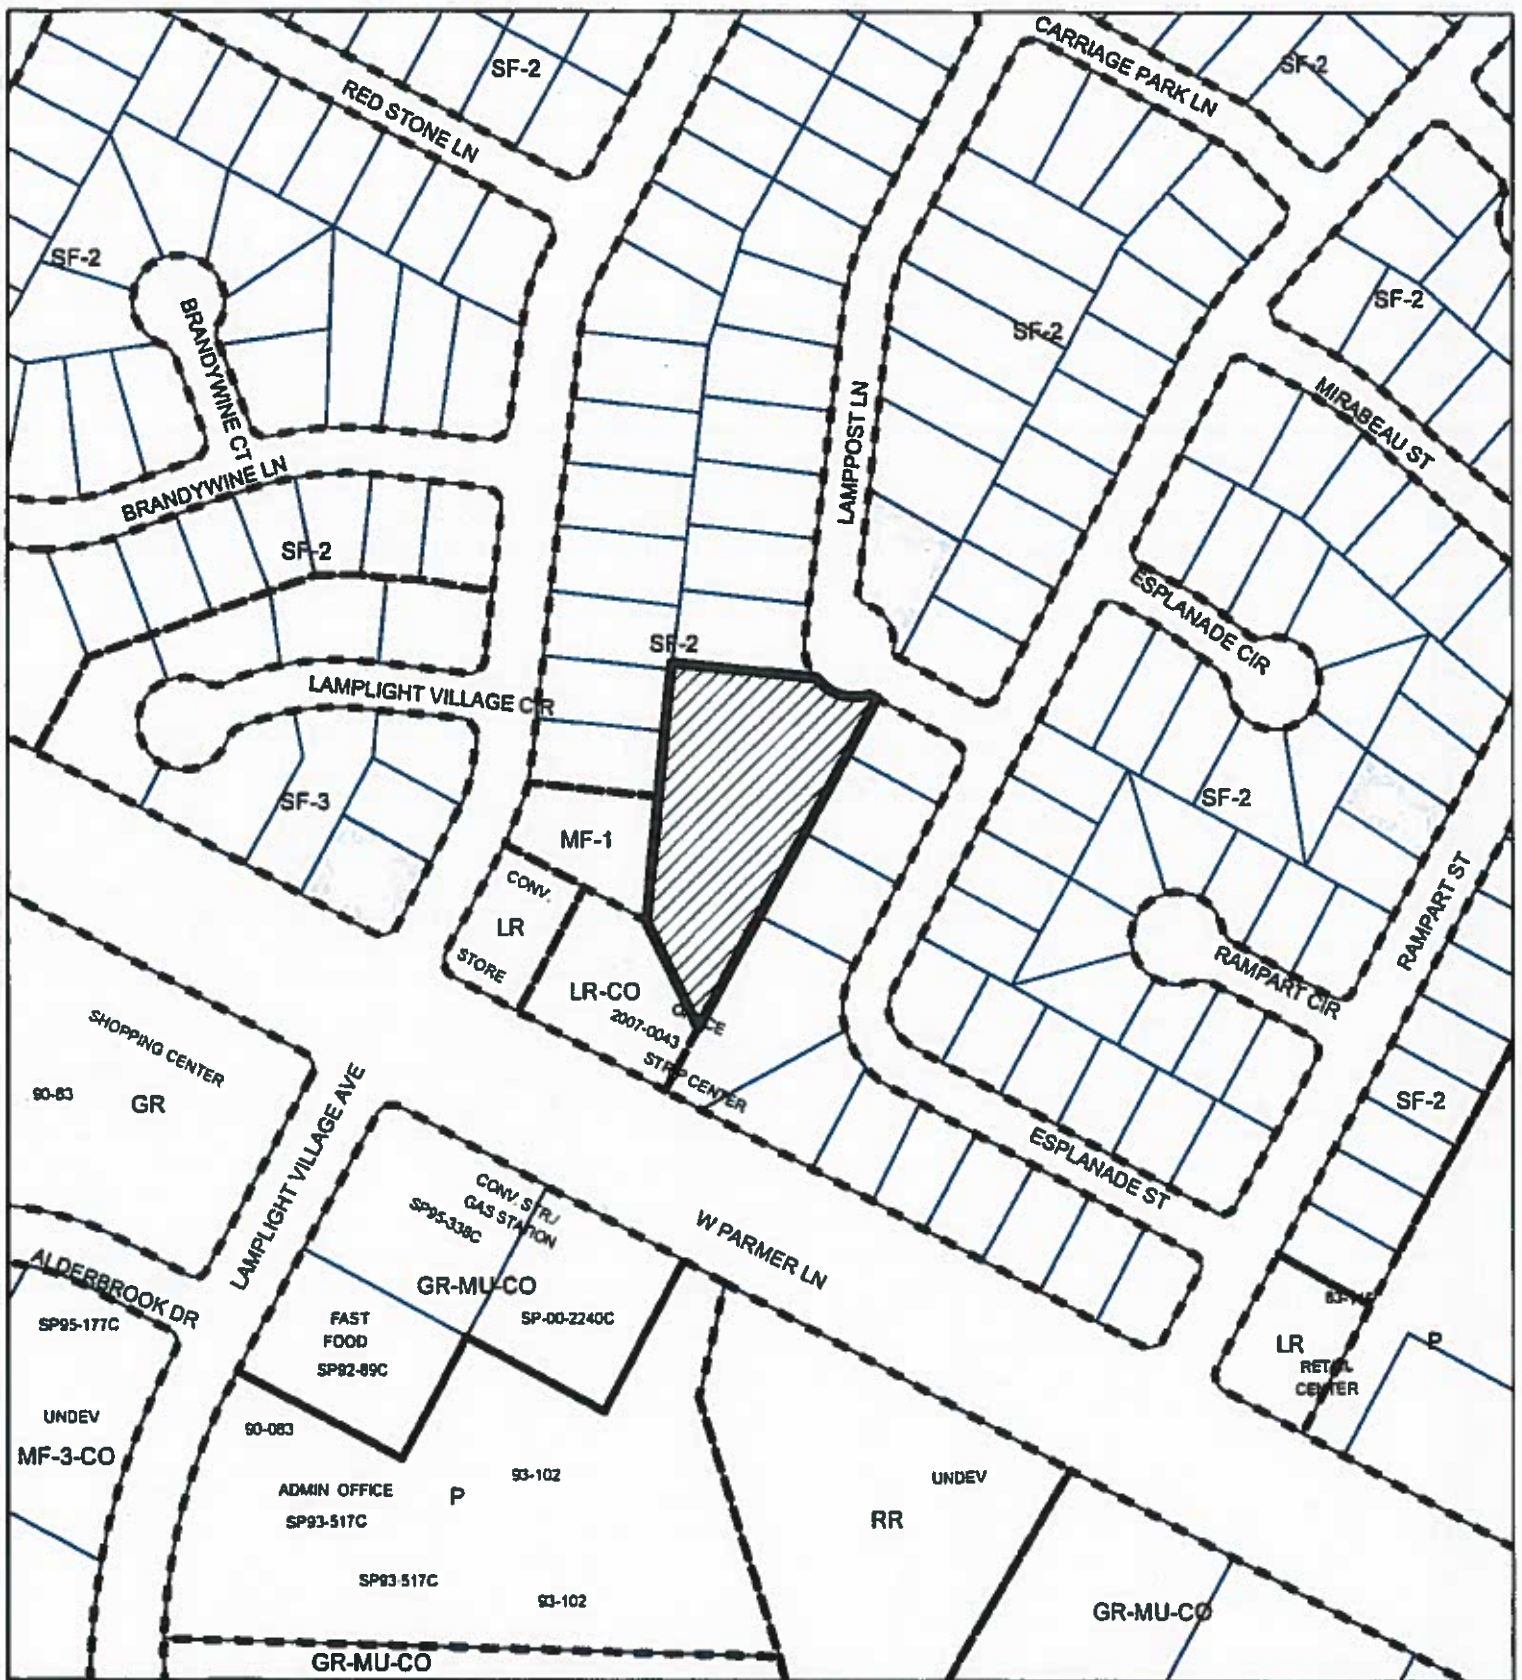 CARRIAGE PARK LN
SF-2
SF-2
RED STONE LN
SF-2
BRANDYWINE CT
SF-2
SF-2
MIRABEAU ST
LAMPPOST LN
BRANDYWINE LN
SF-2
ESPLANADE CIR
SF-2
LAMPLIGHT VILLAGE CIR
SF-3
SF-2
MF-1
CONV.
LR
STORE
RAMPART ST
RAMPART CIR
LR-CO
2007-0043
OFFICE
STRIP CENTER
SHOPPING CENTER
90-83
GR
LAMPLIGHT VILLAGE AVE
SF-2
ESPLANADE ST
CONV. STR./
GAS STATION
SP95-338C
W PARMER LN
ALDERBROOK DR
GR-MU-CO
SP95-177C
FAST
FOOD
SP-00-2240C
SP92-89C
LR
P
RETAIL
CENTER
UNDEV
MF-3-CO
90-083
93-102
UNDEV
ADMIN OFFICE
P
SP93-517C
RR
SP93-517C
93-102
GR-MU-CO
GR-MU-CO